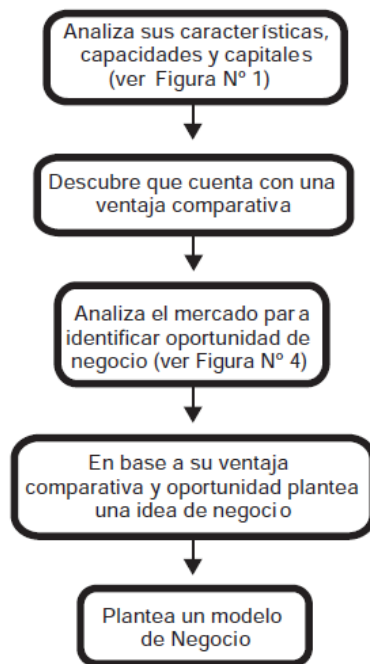 Analiza sus características,
capacidades y capitales
(ver Figura Nº 1)
Descubre que cuenta con una
ventaja comparativa
Analiza el mercado para
identificar oportunidad de
negocio (ver Figura Nº 4)
En base a su ventaja
comparativa y oportunidad plantea
una idea de negocio
Plantea un modelo
de Negocio